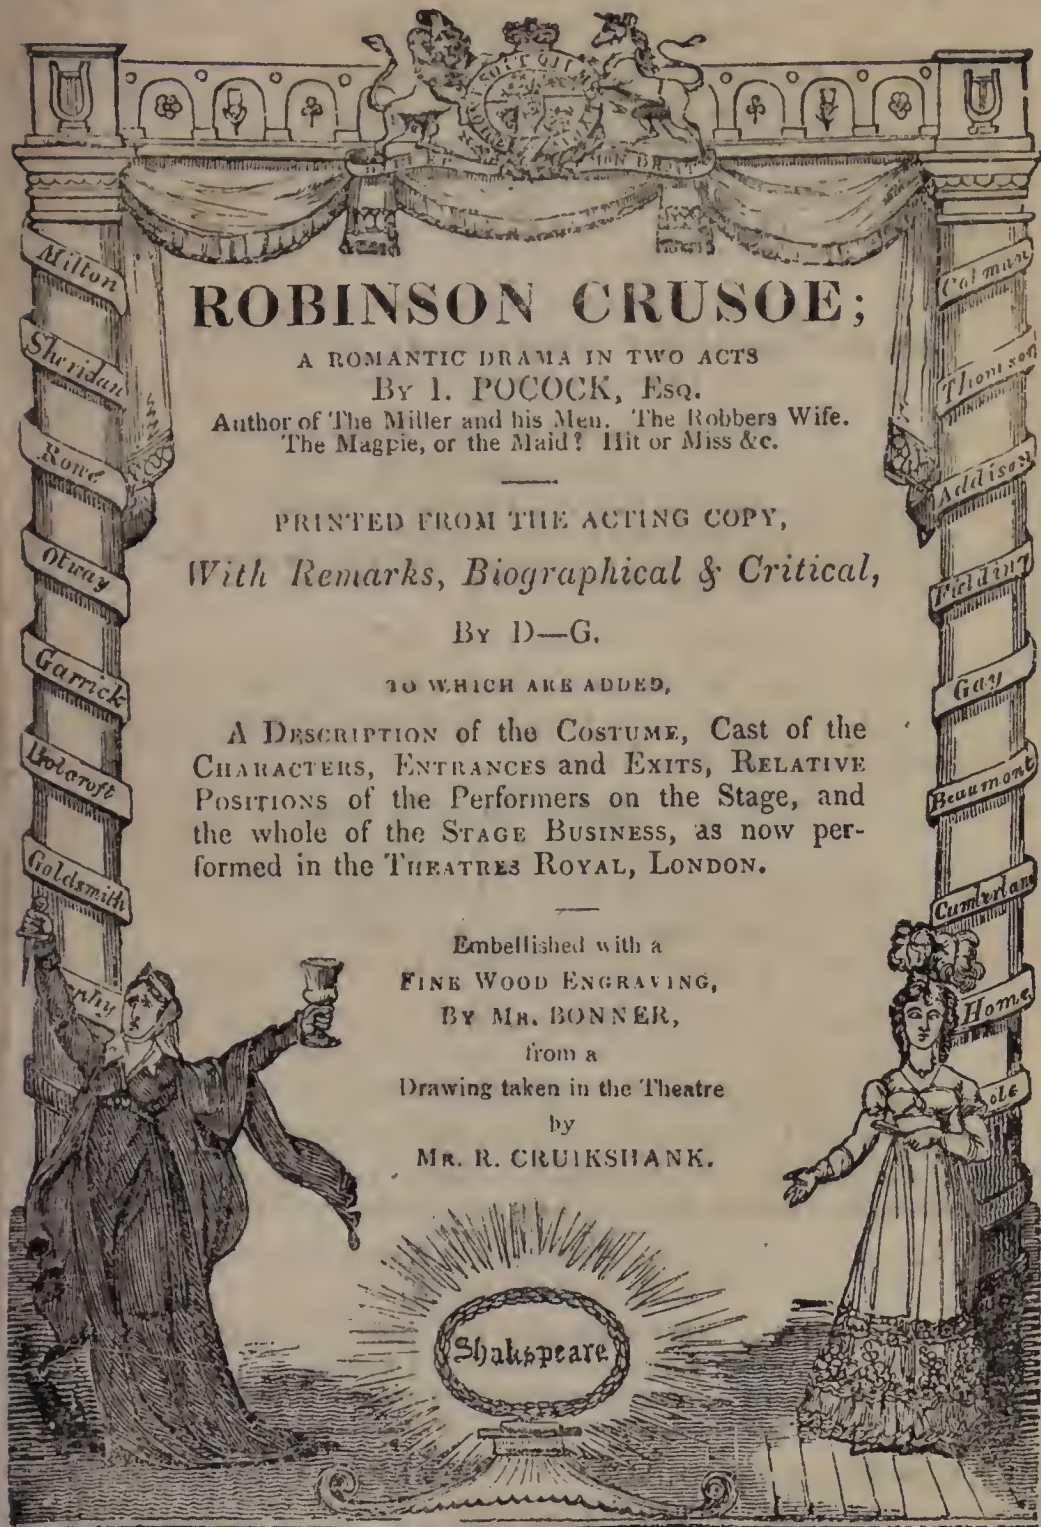 ROBINSON CRUSOE;
A ROMANTIC DRAMA IN TWO ACTS
BY I. POCOCK, ESQ.
Author of The Miller and his Men. The Robbers Wife.
The Magpie, or the Maid? Hit or Miss &c.
PRINTED FROM THE ACTING COPY,
With Remarks, Biographical & Critical,
BY D—G.
TO WHICH ARE ADDED,
A DESCRIPTION of the COSTUME, Cast of the
CHARACTERS, ENTRANCES and EXITS, RELATIVE
POSITIONS of the Performers on the Stage, and
the whole of the STAGE BUSINESS, as now per-
formed in the THEATRES ROYAL, LONDON.
Embellished with a
FINE WOOD ENGRAVING,
BY MR. BONNER,
from a
Drawing taken in the Theatre
by
MR. R. CRUIKSHANK.
Milton
Sheridan
Rowe
Otway
Garrick
Holcroft
Goldsmith
phy
Colman
Thomson
Addison
Fielding
Gay
Beaumont
Cumberlan
Home
ole
Shakspeare